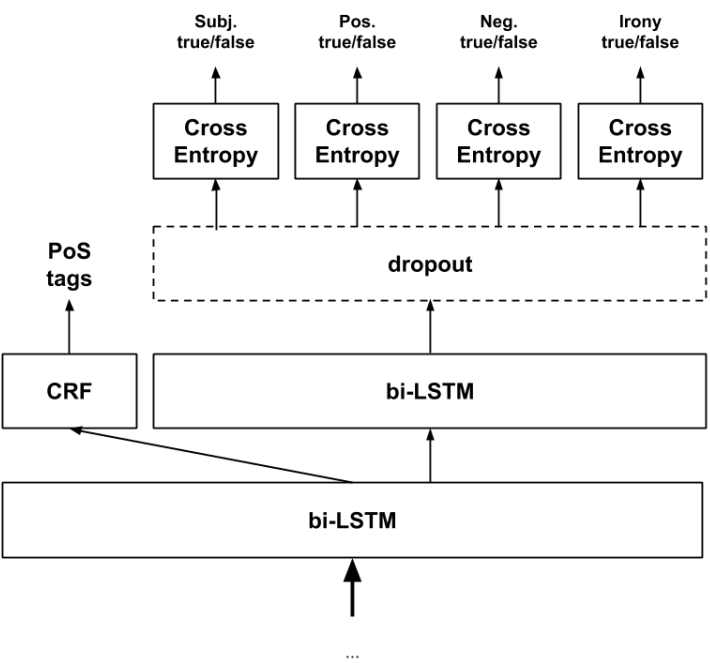 Subj.
true/false
Pos.
true/false
Neg.
true/false
Irony
true/false
Cross
Entropy
Cross
Entropy
Cross
Entropy
Cross
Entropy
PoS
tags
dropout
CRF
bi-LSTM
bi-LSTM
...